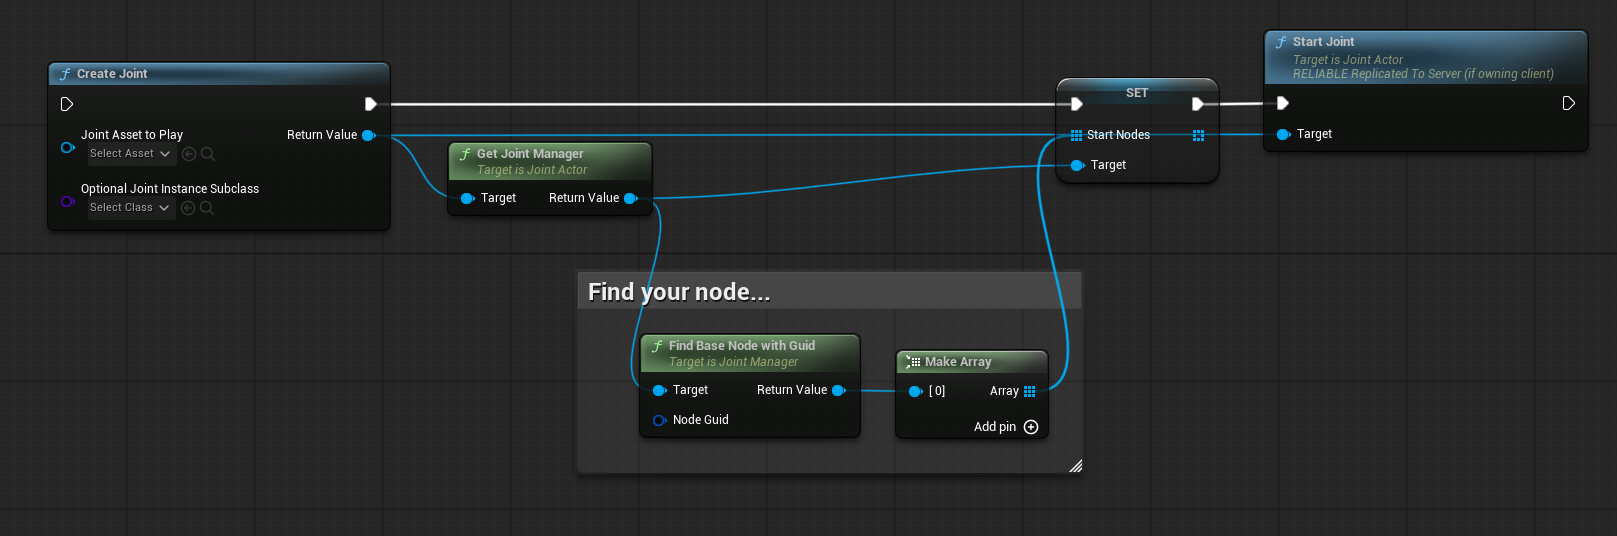 Create Joint
Joint Asset to Play
Return Value
Select Asset
Optional Joint Instance Subclass
Select Class
Get Joint Manager
Target is Joint Actor
Target
Return Value
Find your node...
Find Base Node with Guid
Target is Joint Manager
Target
Return Value
Node Guid
Make Array
[ 0]
Array
Add pin
SET
Start Nodes
Target
Start Joint
Target is Joint Actor
RELIABLE Replicated To Server (if owning client)
Target